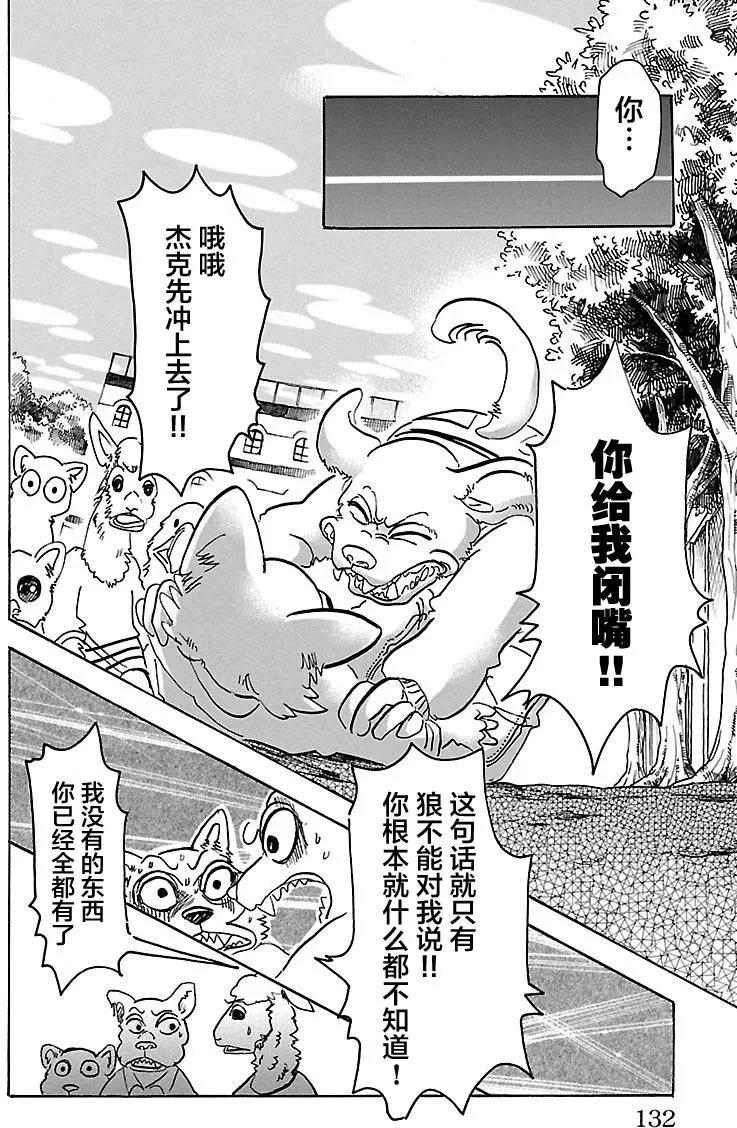 你…
你给我闭嘴!!
哦哦
杰克先冲上去了!!
这句话就只有
狼不能对我说!!
你根本就什么都不知道!
我没有的东西
你已经全都有了
132